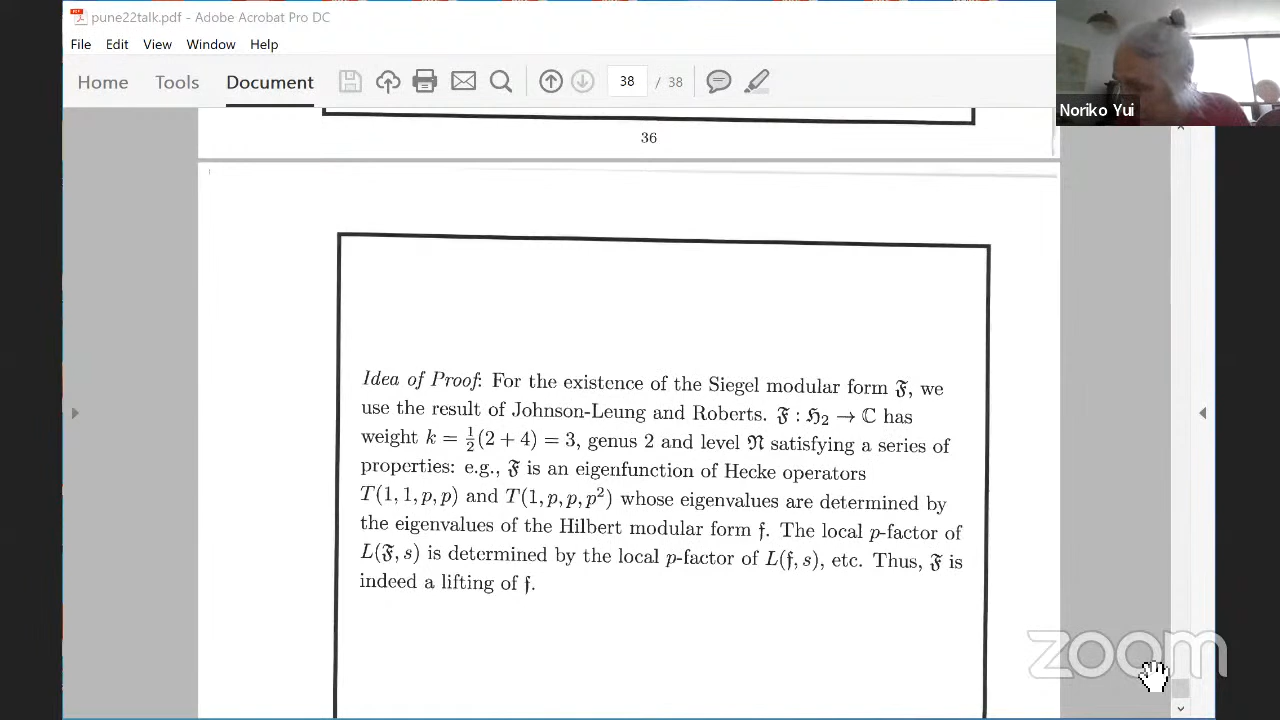 pune22talk.pdf - Adobe Acrobat Pro DC
File Edit View Window Help
Home Tools Document 38 / 38
Noriko Yui
36
Idea of Proof: For the existence of the Siegel modular form 𝔉, we
use the result of Johnson-Leung and Roberts. 𝔉 : ℌ₂ → ℂ has
weight k = ½(2 + 4) = 3, genus 2 and level 𝔑 satisfying a series of
properties: e.g., 𝔉 is an eigenfunction of Hecke operators
T(1, 1, p, p) and T(1, p, p, p²) whose eigenvalues are determined by
the eigenvalues of the Hilbert modular form 𝔣. The local p-factor of
L(𝔉, s) is determined by the local p-factor of L(𝔣, s), etc. Thus, 𝔉 is
indeed a lifting of 𝔣.
zoom